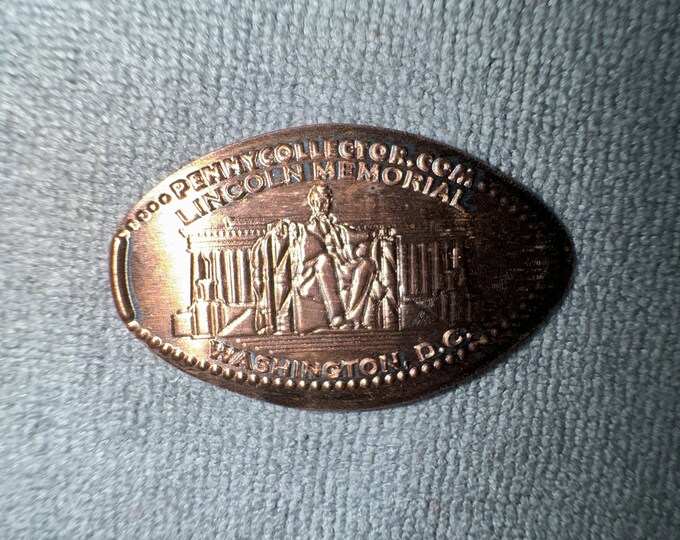 PENNYCOLLECTOR.COM
LINCOLN MEMORIAL
WASHINGTON, D.C.